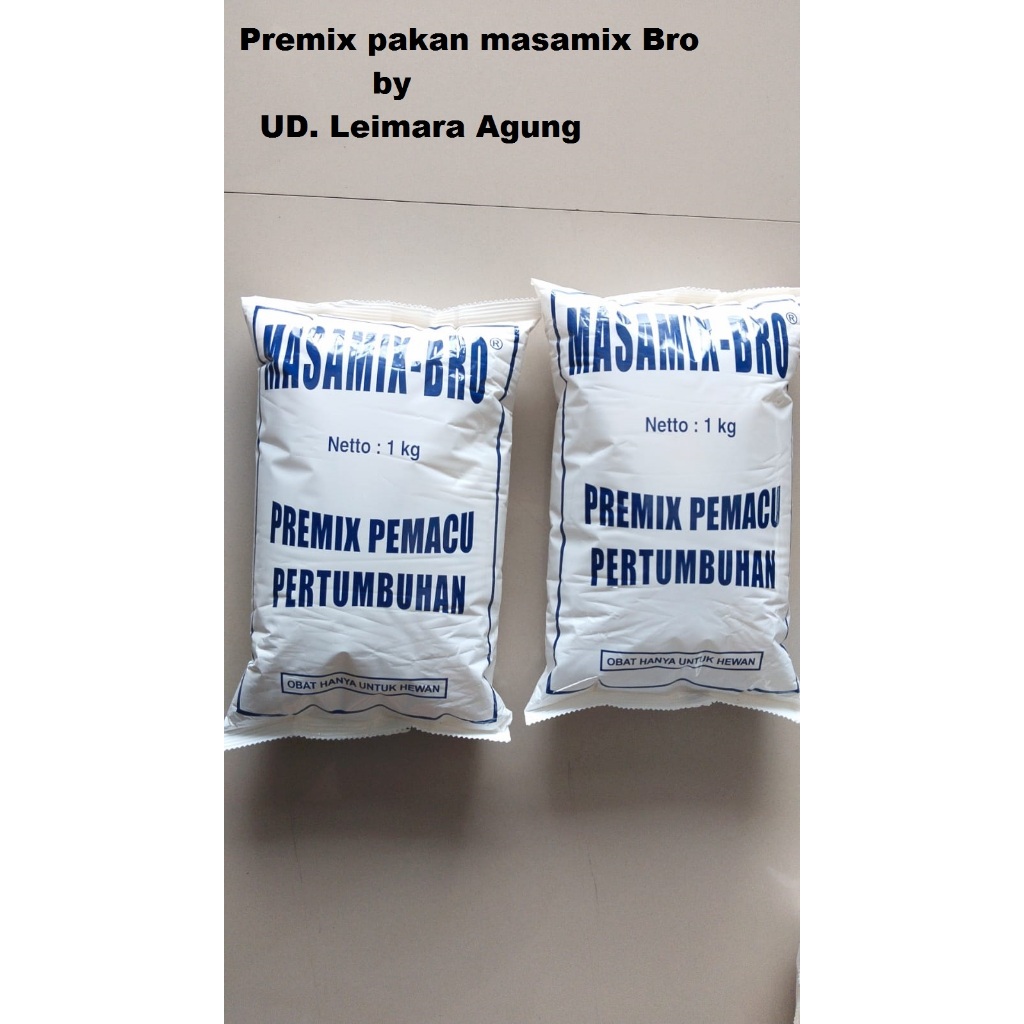 Premix pakan masamix Bro
by
UD. Leimara Agung
MASAMIX-BRO®
Netto : 1 kg
PREMIX PEMACU
PERTUMBUHAN
OBAT HANYA UNTUK HEWAN
MASAMIX-BRO®
Netto : 1 kg
PREMIX PEMACU
PERTUMBUHAN
OBAT HANYA UNTUK HEWAN